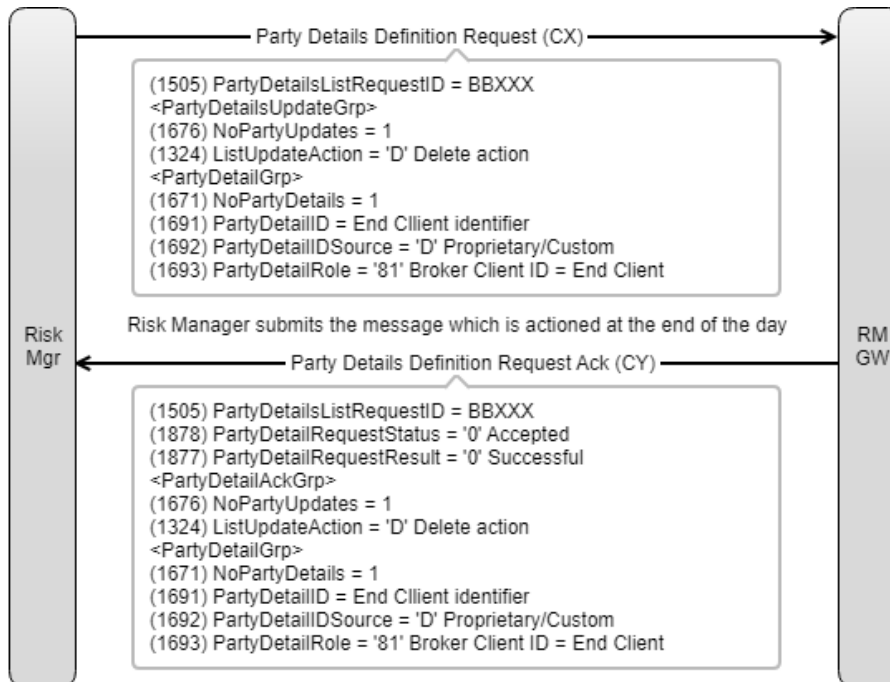 Party Details Definition Request (CX)
(1505) PartyDetailsListRequestID = BBXXX
<PartyDetailsUpdateGrp>
(1676) NoPartyUpdates = 1
(1324) ListUpdateAction = 'D' Delete action
<PartyDetailGrp>
(1671) NoPartyDetails = 1
(1691) PartyDetailID = End Cllient identifier
(1692) PartyDetailIDSource = 'D' Proprietary/Custom
(1693) PartyDetailRole = '81' Broker Client ID = End Client
Risk Manager submits the message which is actioned at the end of the day
Risk
Mgr
RM
GW
Party Details Definition Request Ack (CY)
(1505) PartyDetailsListRequestID = BBXXX
(1878) PartyDetailRequestStatus = '0' Accepted
(1877) PartyDetailRequestResult = '0' Successful
<PartyDetailAckGrp>
(1676) NoPartyUpdates = 1
(1324) ListUpdateAction = 'D' Delete action
<PartyDetailGrp>
(1671) NoPartyDetails = 1
(1691) PartyDetailID = End Cllient identifier
(1692) PartyDetailIDSource = 'D' Proprietary/Custom
(1693) PartyDetailRole = '81' Broker Client ID = End Client